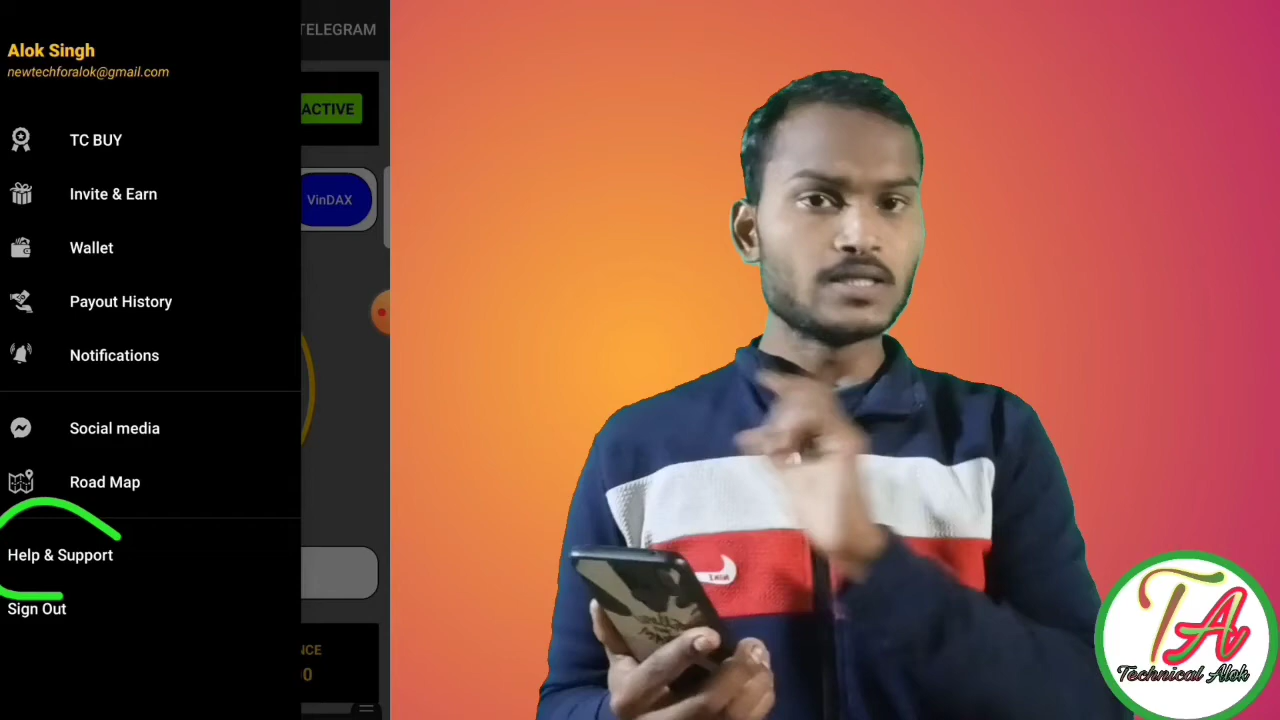 TELEGRAM
Alok Singh
newtechforalok@gmail.com
ACTIVE
TC BUY
Invite & Earn
VinDAX
Wallet
Payout History
Notifications
Social media
Road Map
Help & Support
Sign Out
NCE
0
TA
Technical Alok